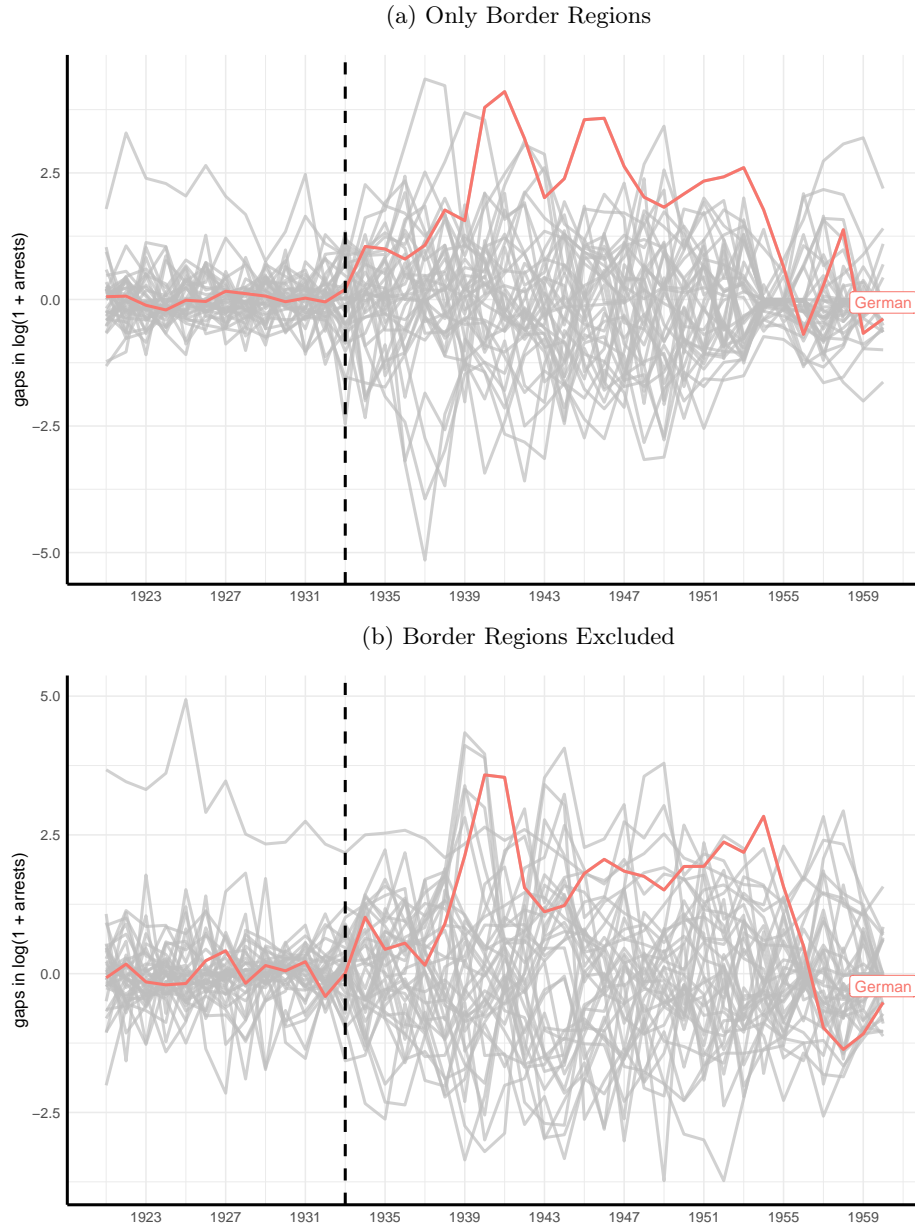 (a) Only Border Regions
gaps in log(1 + arrests)
2.5
0.0
−2.5
−5.0
German
1923 1927 1931 1935 1939 1943 1947 1951 1955 1959
(b) Border Regions Excluded
gaps in log(1 + arrests)
5.0
2.5
0.0
−2.5
German
1923 1927 1931 1935 1939 1943 1947 1951 1955 1959